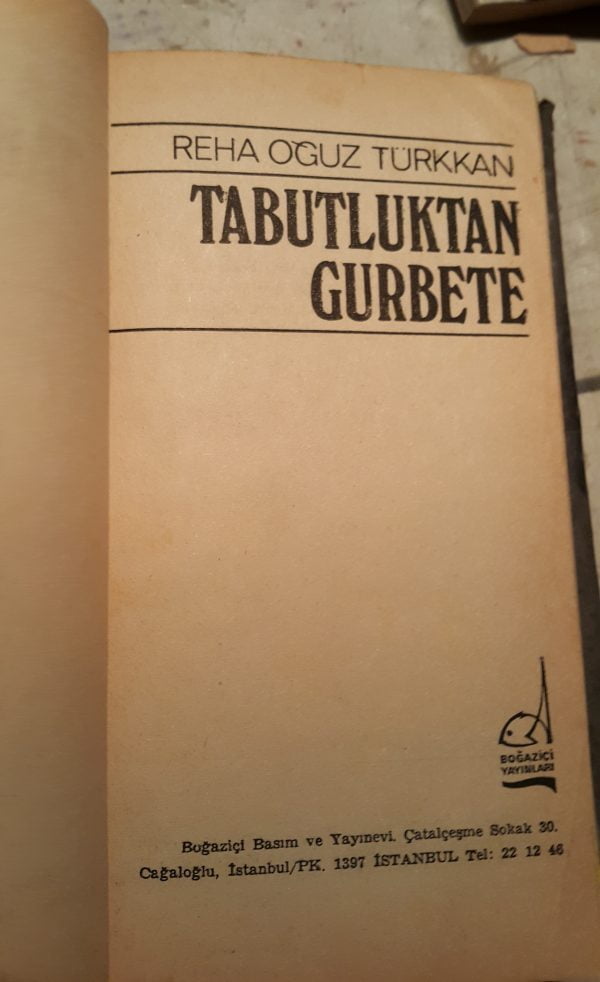 REHA OĞUZ TÜRKKAN
TABUTLUKTAN
GURBETE
BOĞAZİÇİ
YAYINLARI
Boğaziçi Basım ve Yayınevi. Çatalçeşme Sokak 30.
Cağaloğlu, İstanbul/PK. 1397 İSTANBUL Tel: 22 12 46